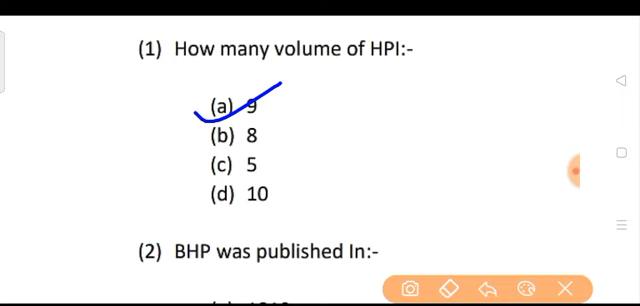 (1) How many volume of HPI:-
(a) 9
(b) 8
(c) 5
(d) 10
(2) BHP was published In:-